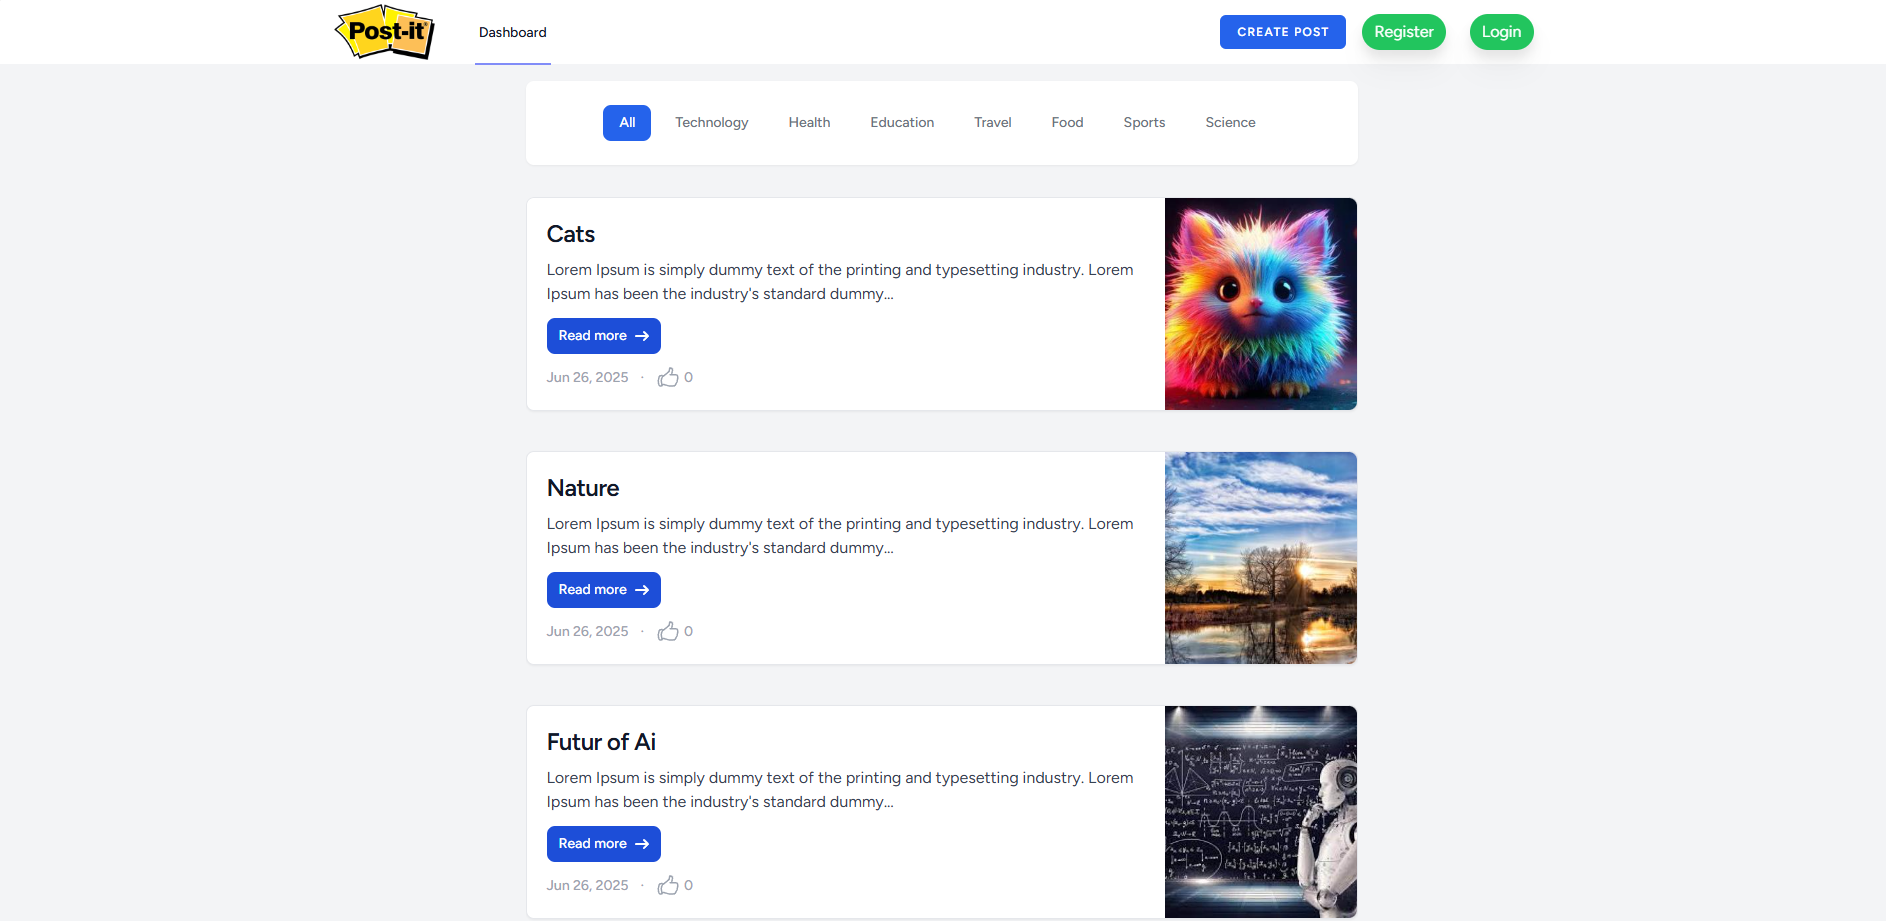 Post-it
Dashboard
CREATE POST
Register
Login
All
Technology
Health
Education
Travel
Food
Sports
Science
Cats
Lorem Ipsum is simply dummy text of the printing and typesetting industry. Lorem
Ipsum has been the industry's standard dummy...
Read more
Jun 26, 2025 · 0
Nature
Lorem Ipsum is simply dummy text of the printing and typesetting industry. Lorem
Ipsum has been the industry's standard dummy...
Read more
Jun 26, 2025 · 0
Futur of Ai
Lorem Ipsum is simply dummy text of the printing and typesetting industry. Lorem
Ipsum has been the industry's standard dummy...
Read more
Jun 26, 2025 · 0